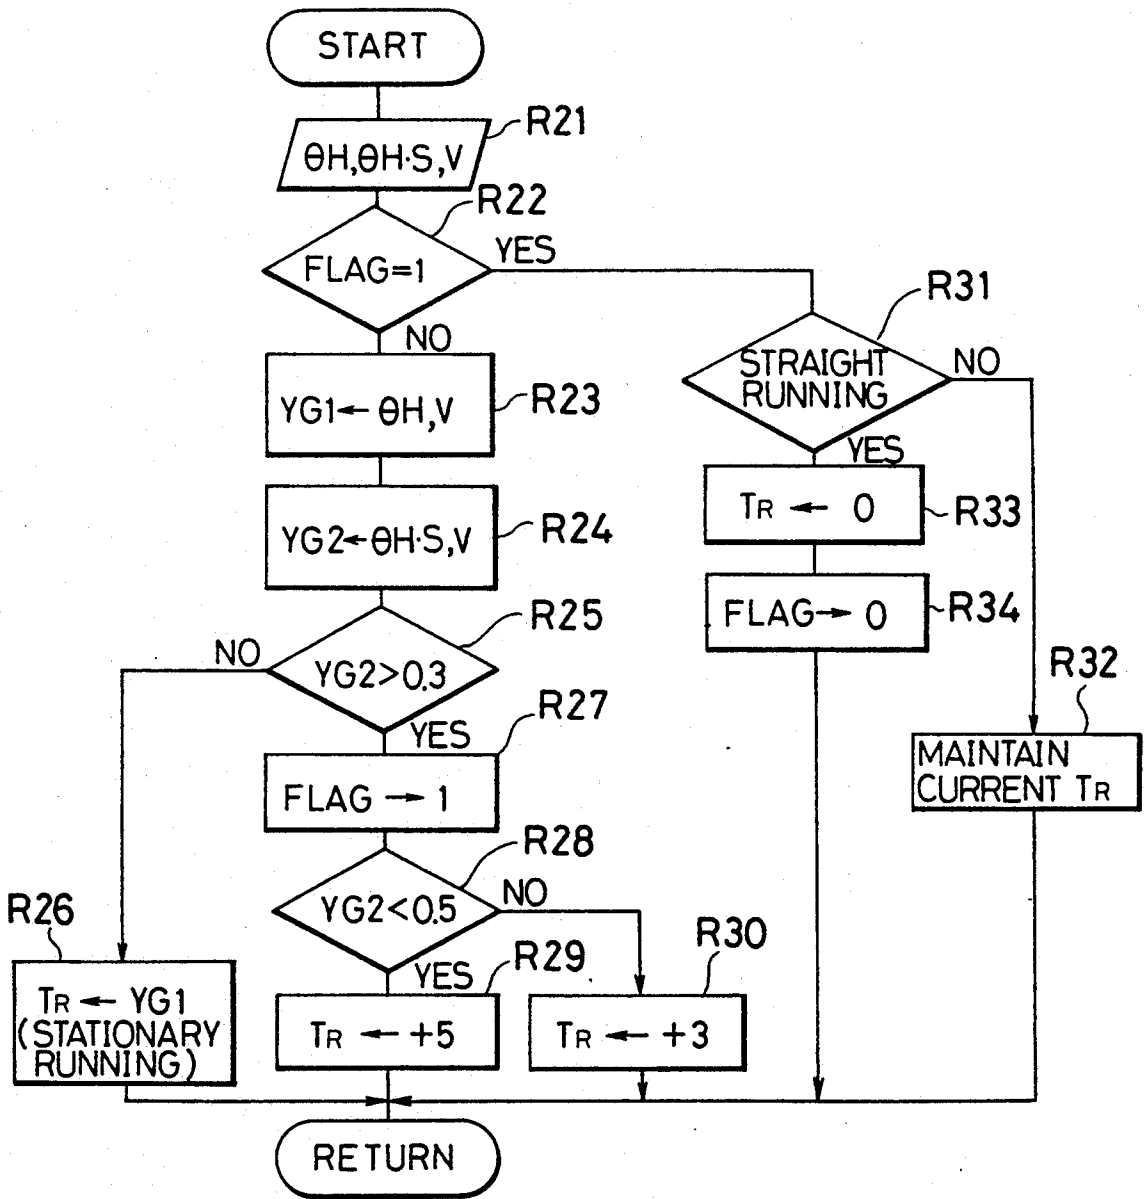 START
R21
θH,θH·S,V
R22
FLAG=1
YES
NO
R31
STRAIGHT
RUNNING
NO
YES
YG1← θH,V
R23
TR ← 0
R33
YG2←θH·S,V
R24
FLAG→ 0
R34
R25
YG2>0.3
NO
YES
R32
MAINTAIN
CURRENT TR
R27
FLAG → 1
R28
YG2<0.5
NO
YES
R26
TR ← YG1
(STATIONARY
RUNNING)
R29
TR ← +5
R30
TR ← +3
RETURN